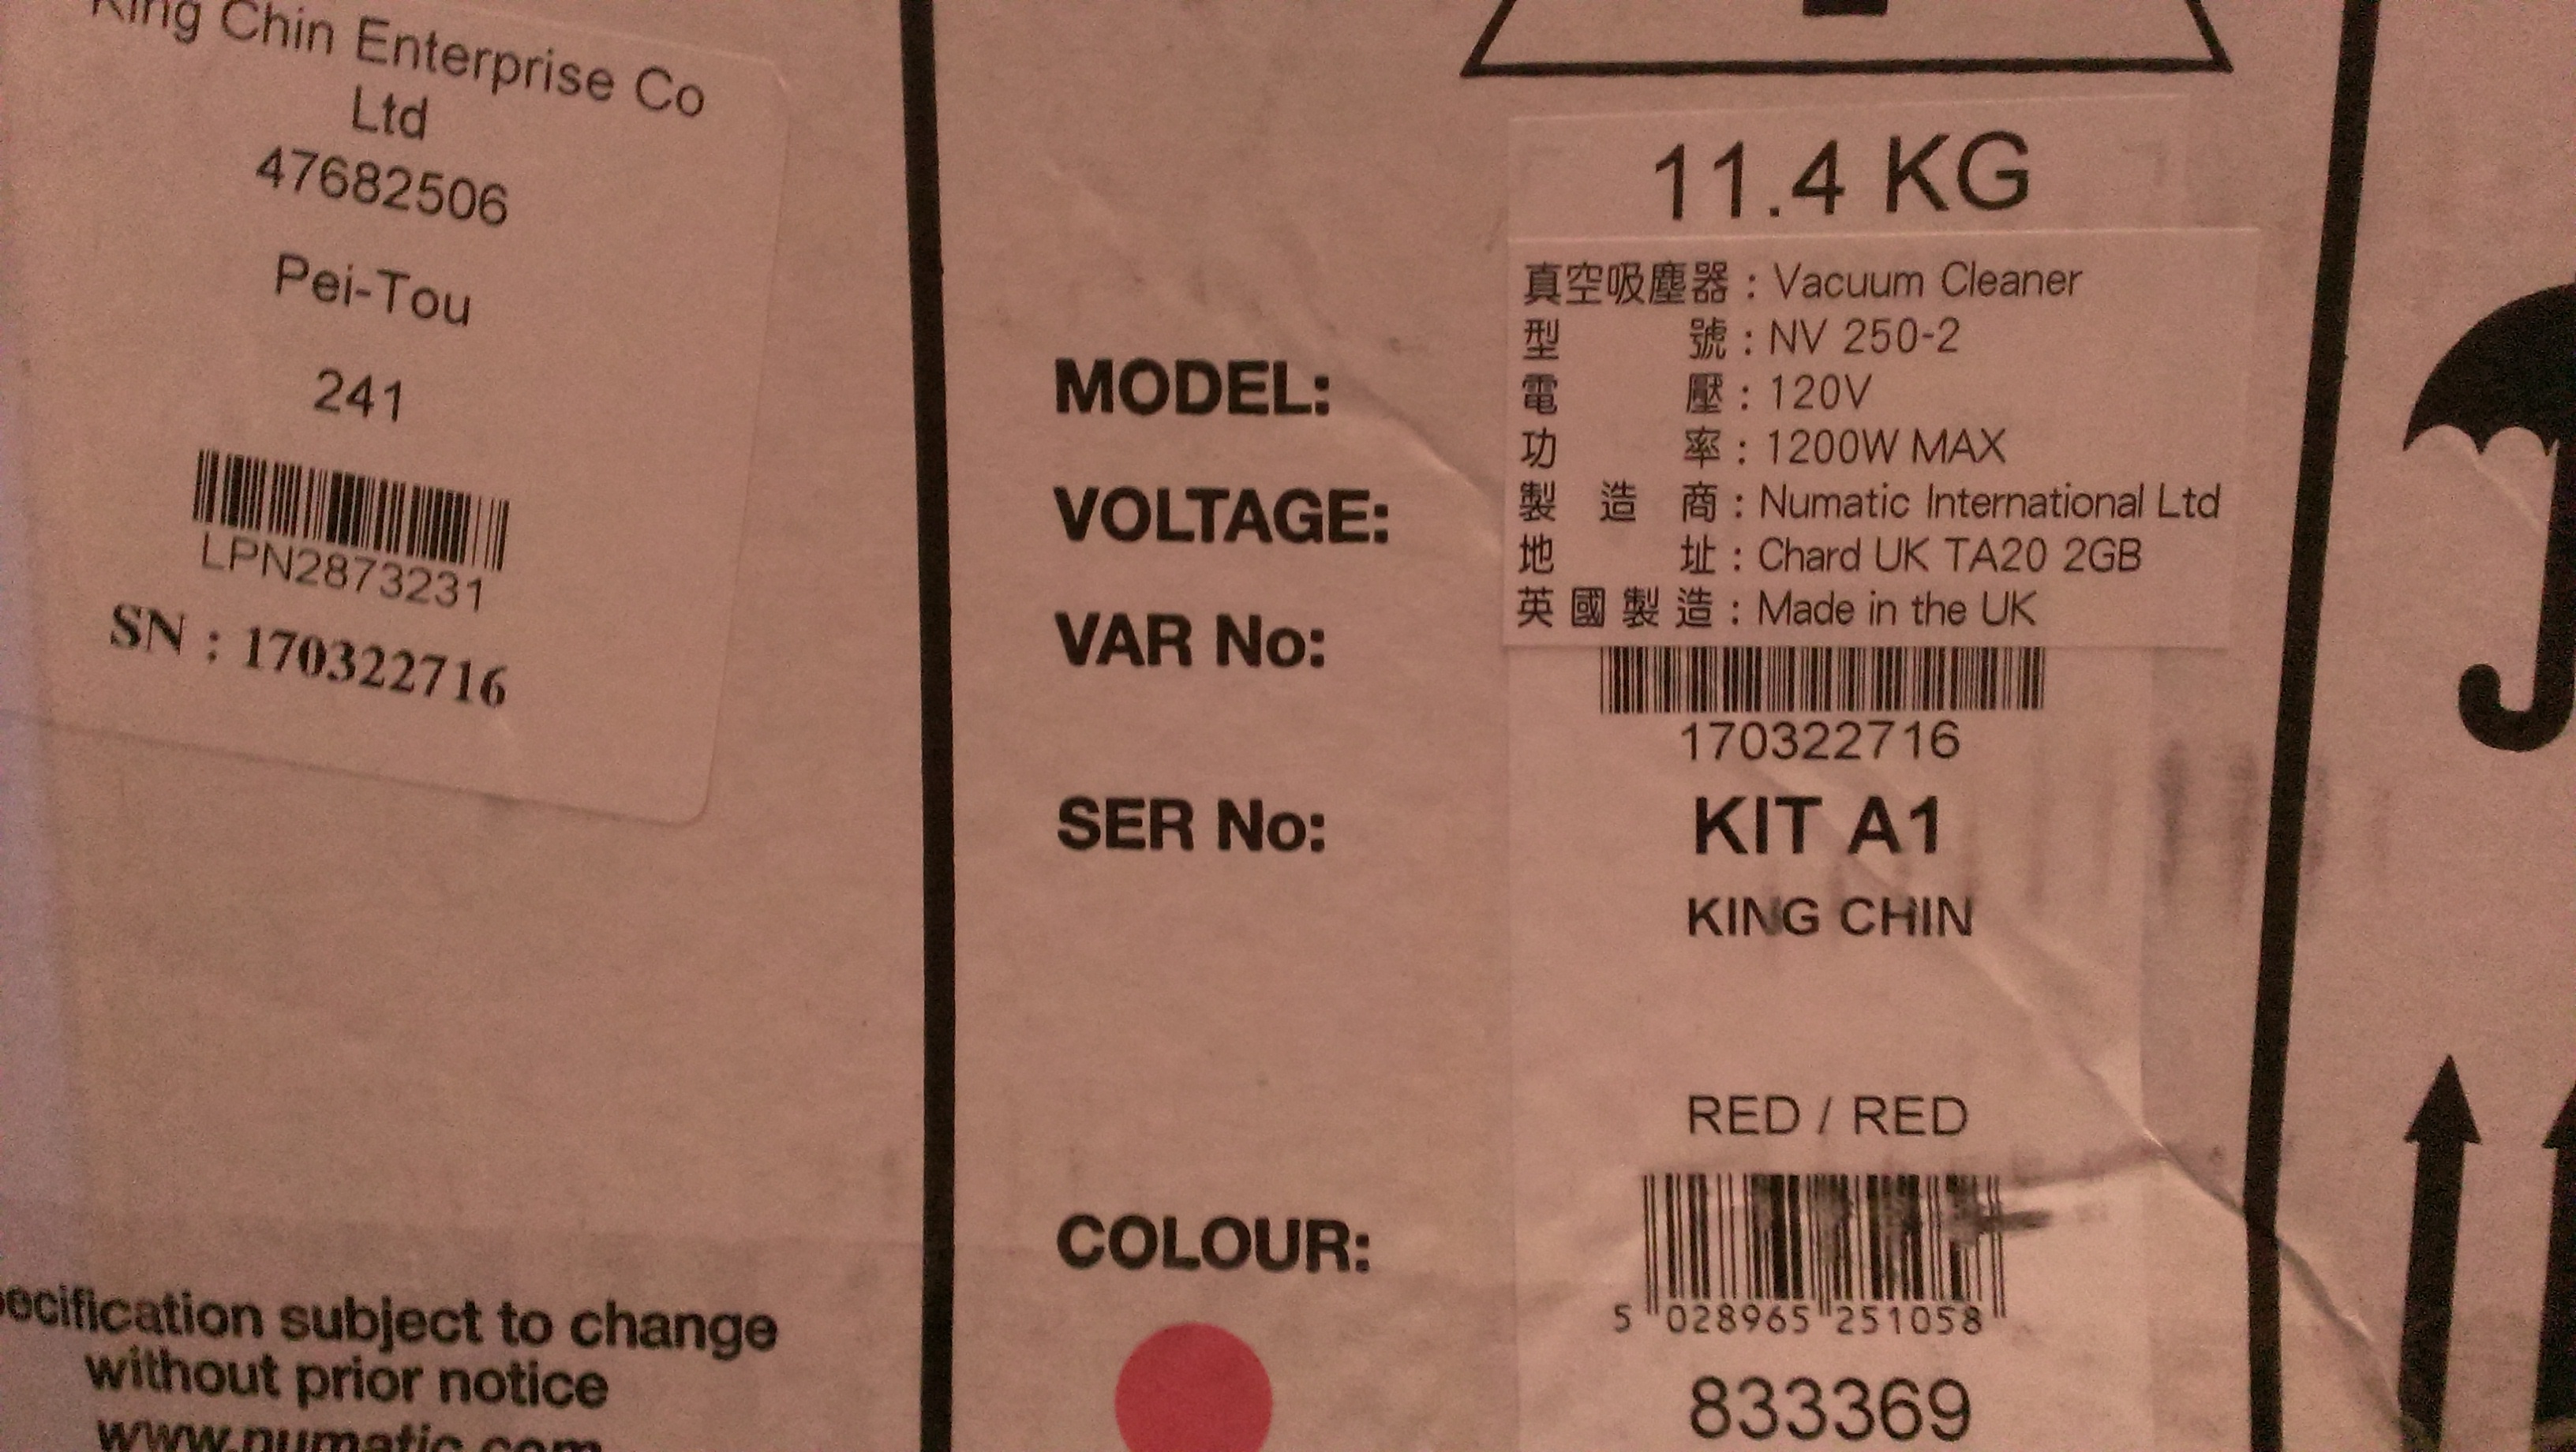 King Chin Enterprise Co
Ltd
47682506
Pei-Tou
241
LPN2873231
SN : 170322716
specification subject to change
without prior notice
www.numatic.com
MODEL:
VOLTAGE:
VAR No:
SER No:
COLOUR:
11.4 KG
真空吸塵器 : Vacuum Cleaner
型 號 : NV 250-2
電 壓 : 120V
功 率 : 1200W MAX
製 造 商 : Numatic International Ltd
地 址 : Chard UK TA20 2GB
英 國 製 造 : Made in the UK
170322716
KIT A1
KING CHIN
RED / RED
5 028965 251058
833369